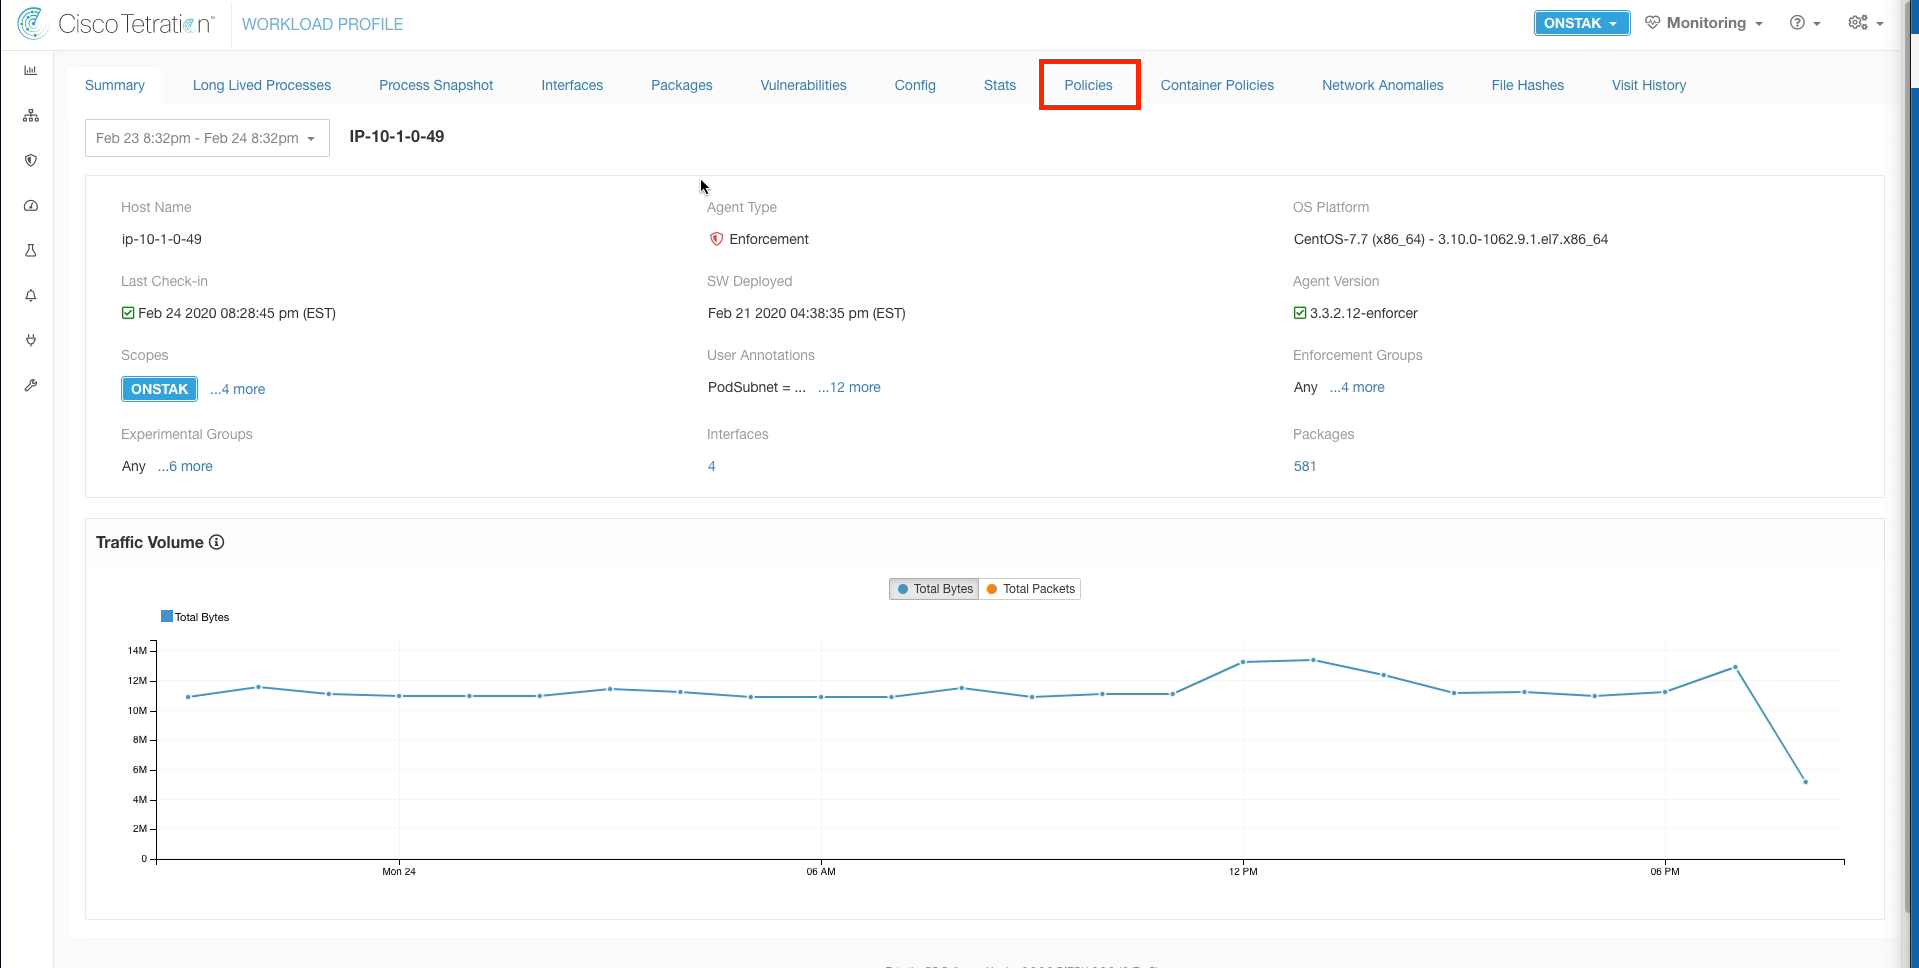 Cisco Tetration™ WORKLOAD PROFILE ONSTAK Monitoring
Summary Long Lived Processes Process Snapshot Interfaces Packages Vulnerabilities Config Stats Policies Container Policies Network Anomalies File Hashes Visit History
Feb 23 8:32pm - Feb 24 8:32pm IP-10-1-0-49
Host Name Agent Type OS Platform
ip-10-1-0-49 Enforcement CentOS-7.7 (x86_64) - 3.10.0-1062.9.1.el7.x86_64
Last Check-in SW Deployed Agent Version
Feb 24 2020 08:28:45 pm (EST) Feb 21 2020 04:38:35 pm (EST) 3.3.2.12-enforcer
Scopes User Annotations Enforcement Groups
ONSTAK ...4 more PodSubnet = ... ...12 more Any ...4 more
Experimental Groups Interfaces Packages
Any ...6 more 4 581
Traffic Volume
Total Bytes Total Packets
Total Bytes
14M
12M
10M
8M
6M
4M
2M
0
Mon 24 06 AM 12 PM 06 PM